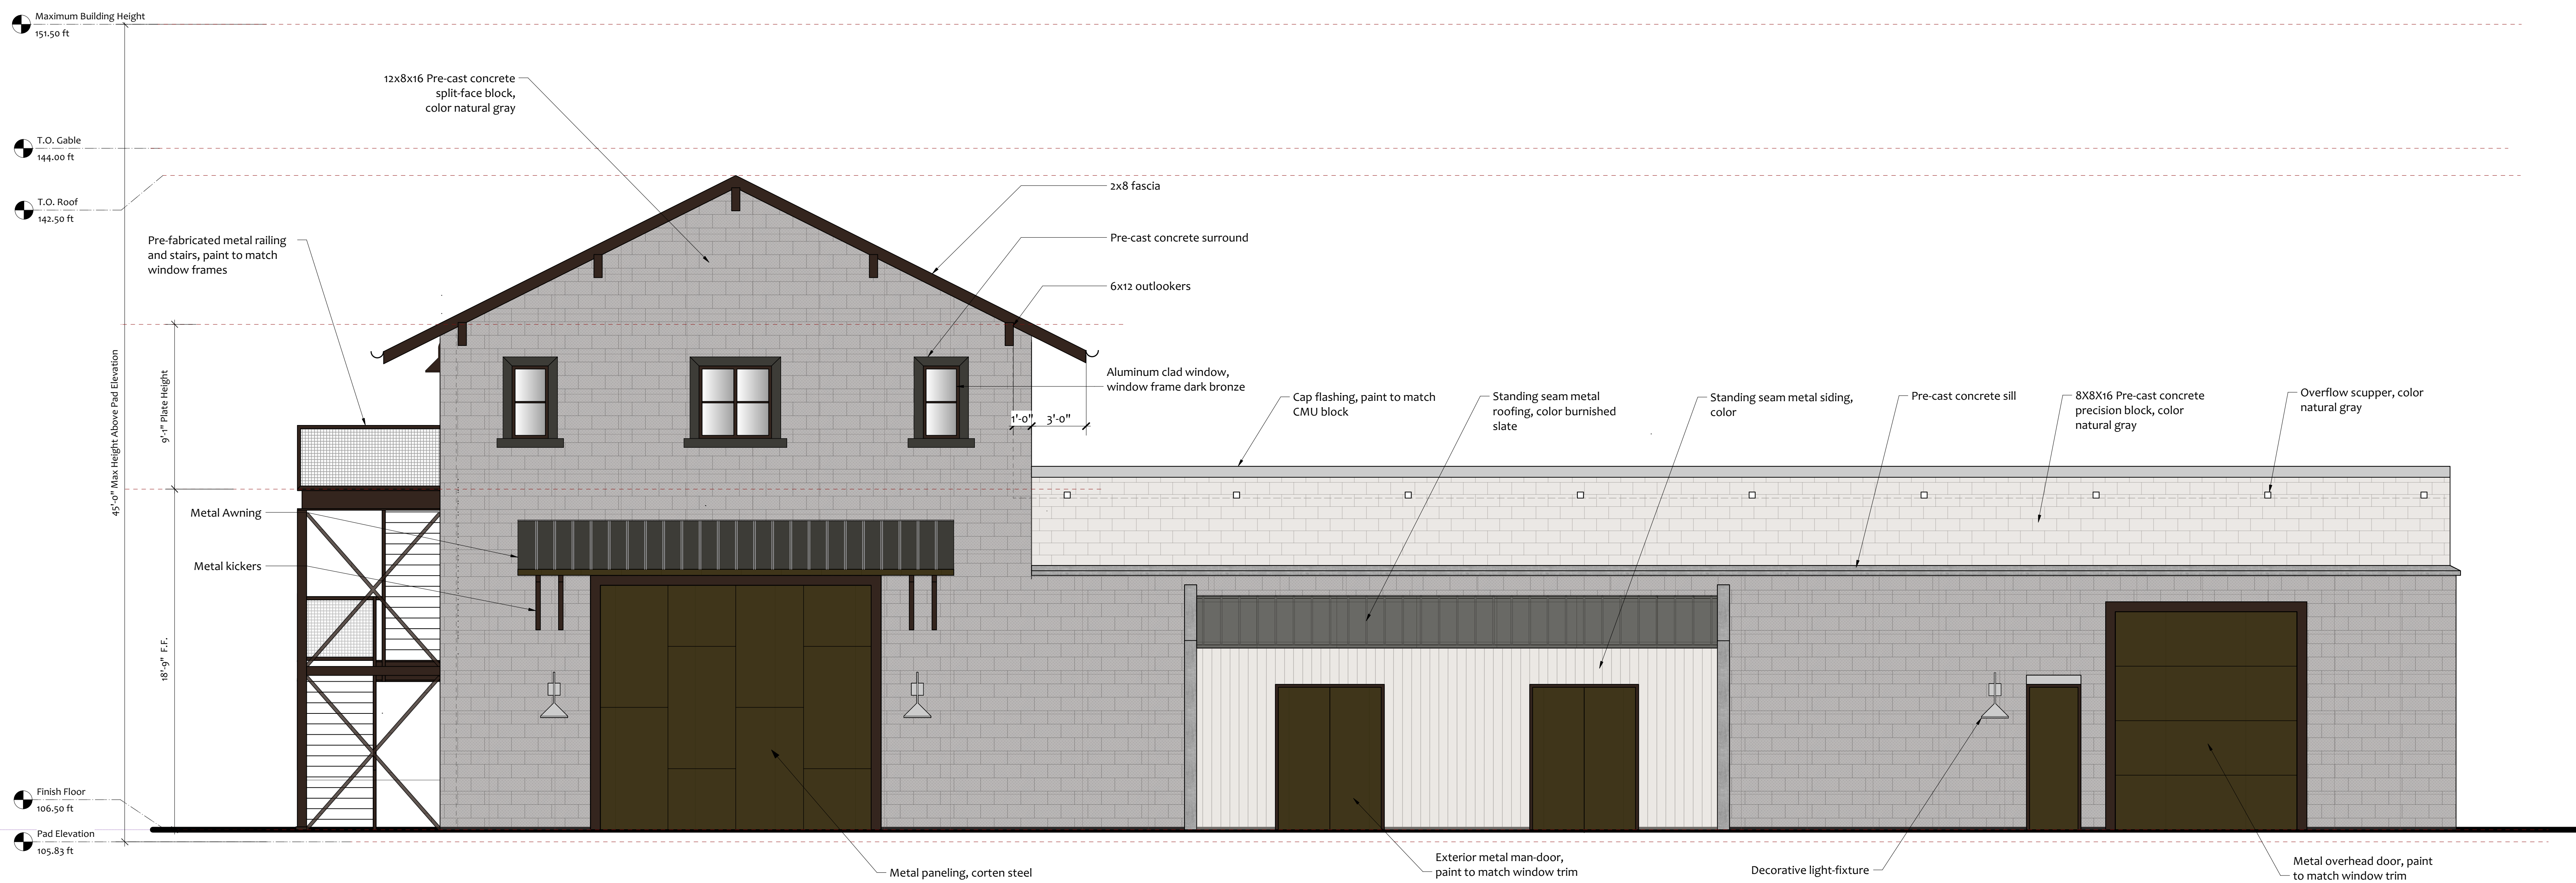 Maximum Building Height
151.50 ft
12x8x16 Pre-cast concrete
split-face block,
color natural gray
T.O. Gable
144.00 ft
T.O. Roof
142.50 ft
2x8 fascia
Pre-fabricated metal railing
and stairs, paint to match
window frames
Pre-cast concrete surround
6x12 outlookers
45'-0" Max Height Above Pad Elevation
9'-1" Plate Height
Aluminum clad window,
window frame dark bronze
1'-0"
3'-0"
Cap flashing, paint to match
CMU block
Standing seam metal
roofing, color burnished
slate
Standing seam metal siding,
color
Pre-cast concrete sill
8X8X16 Pre-cast concrete
precision block, color
natural gray
Overflow scupper, color
natural gray
Metal Awning
Metal kickers
18'-9" F.F.
Finish Floor
106.50 ft
Pad Elevation
105.83 ft
Metal paneling, corten steel
Exterior metal man-door,
paint to match window trim
Decorative light-fixture
Metal overhead door, paint
to match window trim